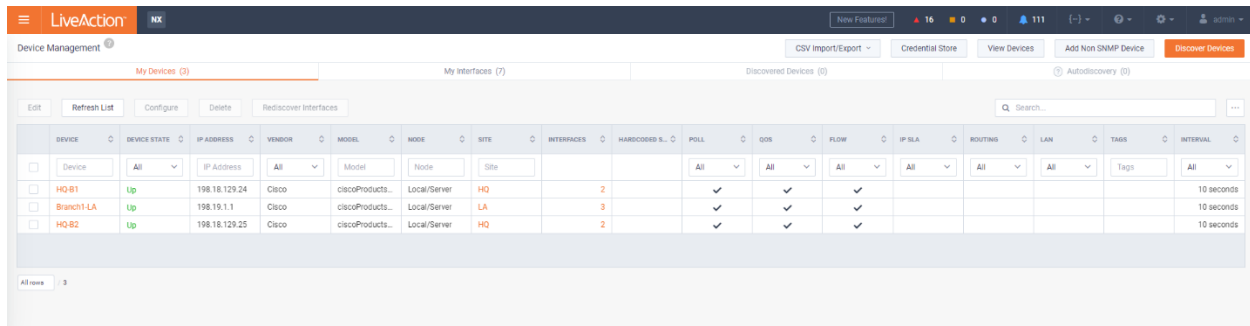 LiveAction NX New Features! 16 0 0 111 {··} admin
Device Management ? CSV Import/Export Credential Store View Devices Add Non SNMP Device Discover Devices
My Devices (3) My Interfaces (7) Discovered Devices (0) ? Autodiscovery (0)
Edit Refresh List Configure Delete Rediscover Interfaces Search... ...
DEVICE DEVICE STATE IP ADDRESS VENDOR MODEL NODE SITE INTERFACES HARDCODED S... POLL QOS FLOW IP SLA ROUTING LAN TAGS INTERVAL
Device All IP Address All Model Node Site All All All All All All Tags All
HQ-B1 Up 198.18.129.24 Cisco ciscoProducts... Local/Server HQ 2 ✓ ✓ ✓ 10 seconds
Branch1-LA Up 198.19.1.1 Cisco ciscoProducts... Local/Server LA 3 ✓ ✓ ✓ 10 seconds
HQ-B2 Up 198.18.129.25 Cisco ciscoProducts... Local/Server HQ 2 ✓ ✓ ✓ 10 seconds
All rows / 3